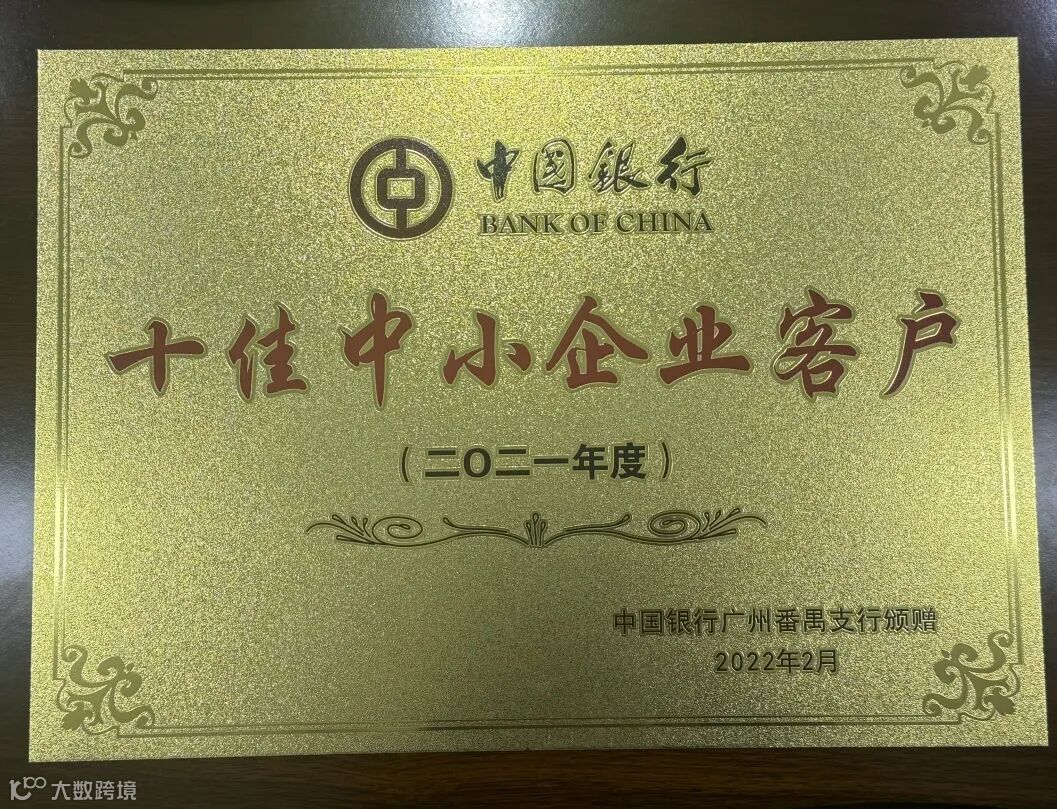 中国銀行
BANK OF CHINA
十佳中小企业客户
（二O二一年度）
中国银行广州番禺支行颁赠
2022年2月
大数跨境